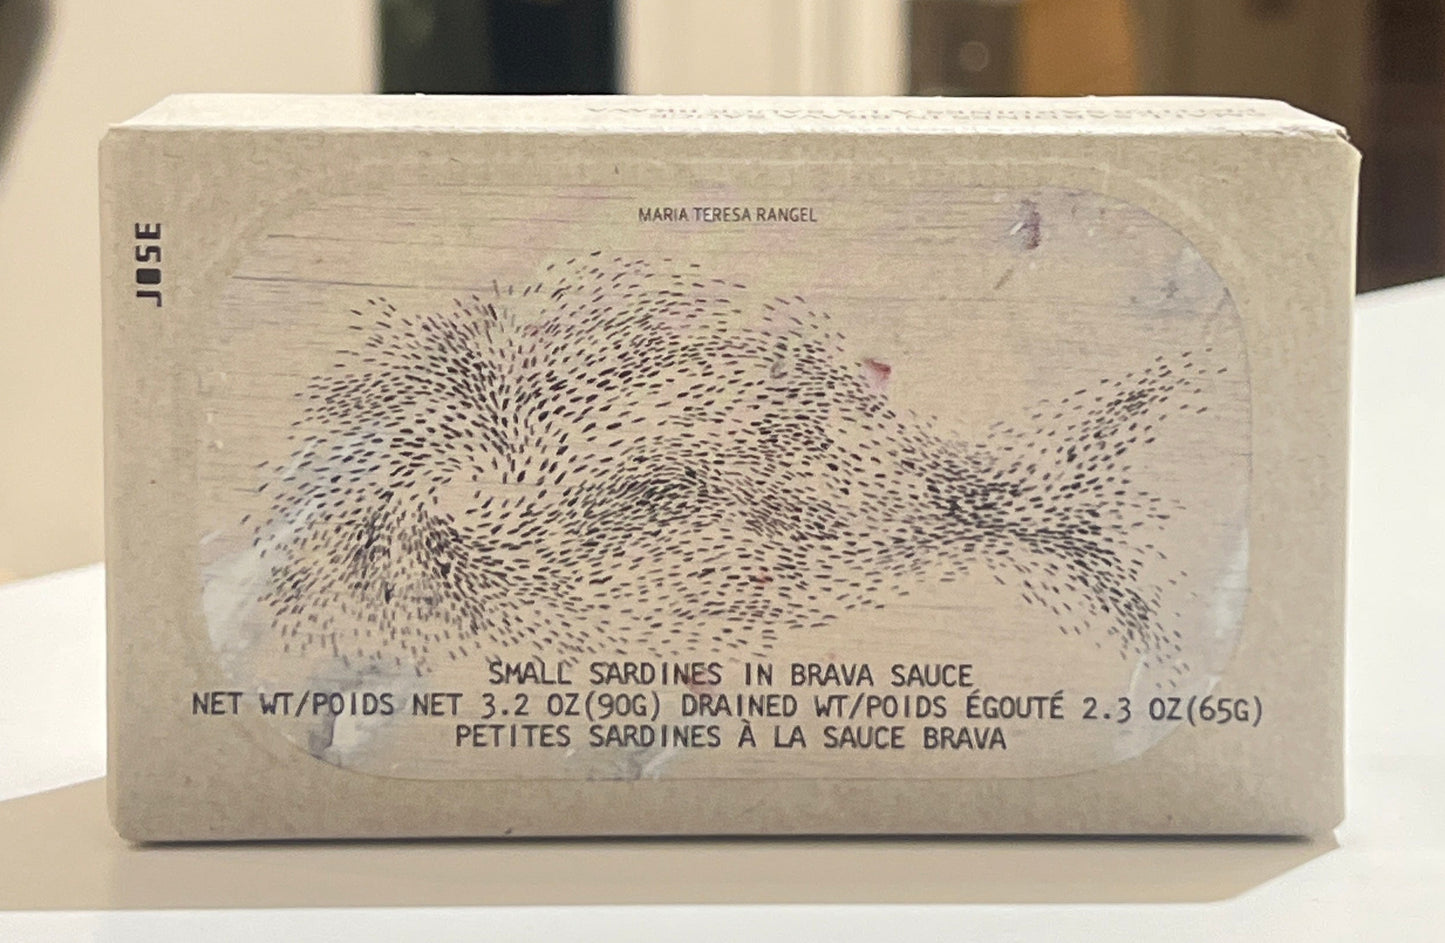 JOSE
MARIA TERESA RANGEL
SMALL SARDINES IN BRAVA SAUCE
NET WT/POIDS NET 3.2 OZ(90G) DRAINED WT/POIDS ÉGOUTÉ 2.3 OZ(65G)
PETITES SARDINES À LA SAUCE BRAVA